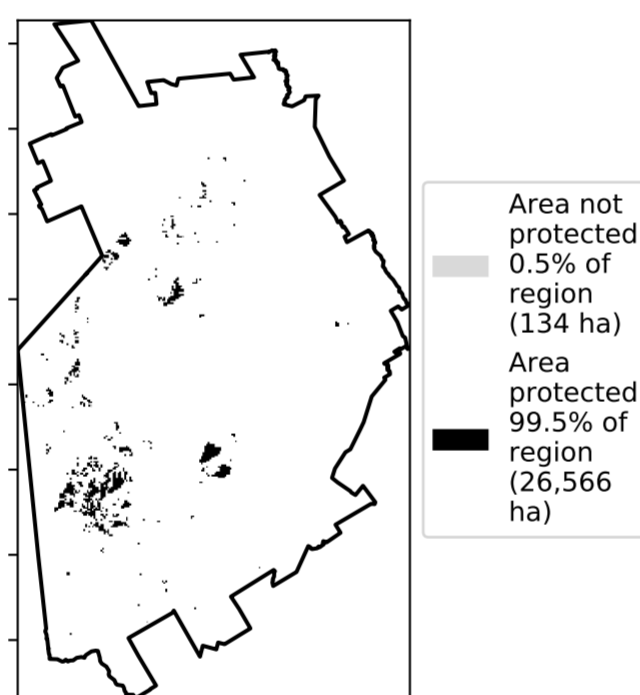 Area not
protected
0.5% of
region
(134 ha)
Area
protected
99.5% of
region
(26,566
ha)